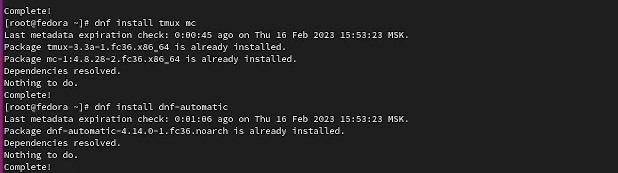 Complete!
[root@fedora ~]# dnf install tmux mc
Last metadata expiration check: 0:00:45 ago on Thu 16 Feb 2023 15:53:23 MSK.
Package tmux-3.3a-1.fc36.x86_64 is already installed.
Package mc-1:4.8.28-2.fc36.x86_64 is already installed.
Dependencies resolved.
Nothing to do.
Complete!
[root@fedora ~]# dnf install dnf=automatic
Last metadata expiration check: 0:01:06 ago on Thu 16 Feb 2023 15:53:23 MSK.
Package dnf-automatic-4.14.0-1.fc36.noarch is already installed.
Dependencies resolved.
Nothing to do.
Complete!